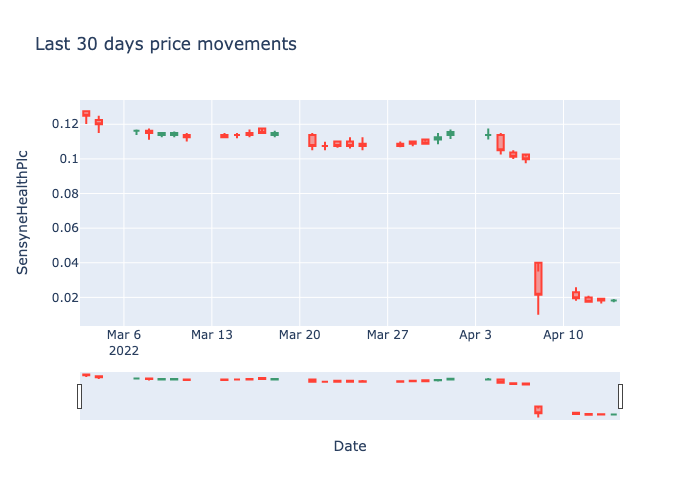 Last 30 days price movements
SensyneHealthPlc
0.12
0.1
0.08
0.06
0.04
0.02
Mar 6
2022
Mar 13
Mar 20
Mar 27
Apr 3
Apr 10
Date